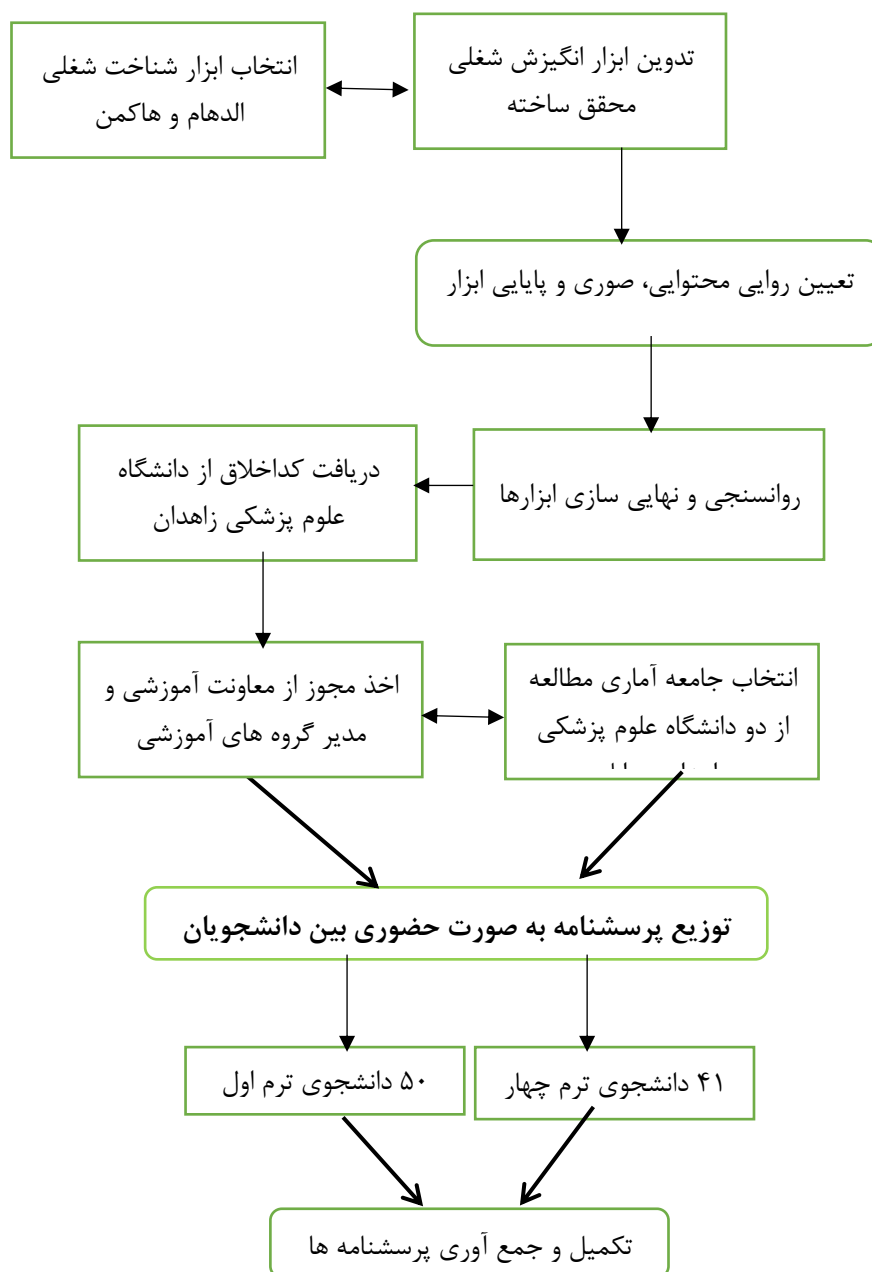 تدوین ابزار انگیزش شغلی
محقق ساخته
انتخاب ابزار شناخت شغلی
الدهام و هاکمن
تعیین روایی محتوایی، صوری و پایایی ابزار
روانسنجی و نهایی سازی ابزارها
دریافت کداخلاق از دانشگاه
علوم پزشکی زاهدان
انتخاب جامعه آماری مطالعه
از دو دانشگاه علوم پزشکی
اخذ مجوز از معاونت آموزشی و
مدیر گروه های آموزشی
توزیع پرسشنامه به صورت حضوری بین دانشجویان
۴۱ دانشجوی ترم چهار
۵۰ دانشجوی ترم اول
تکمیل و جمع آوری پرسشنامه ها